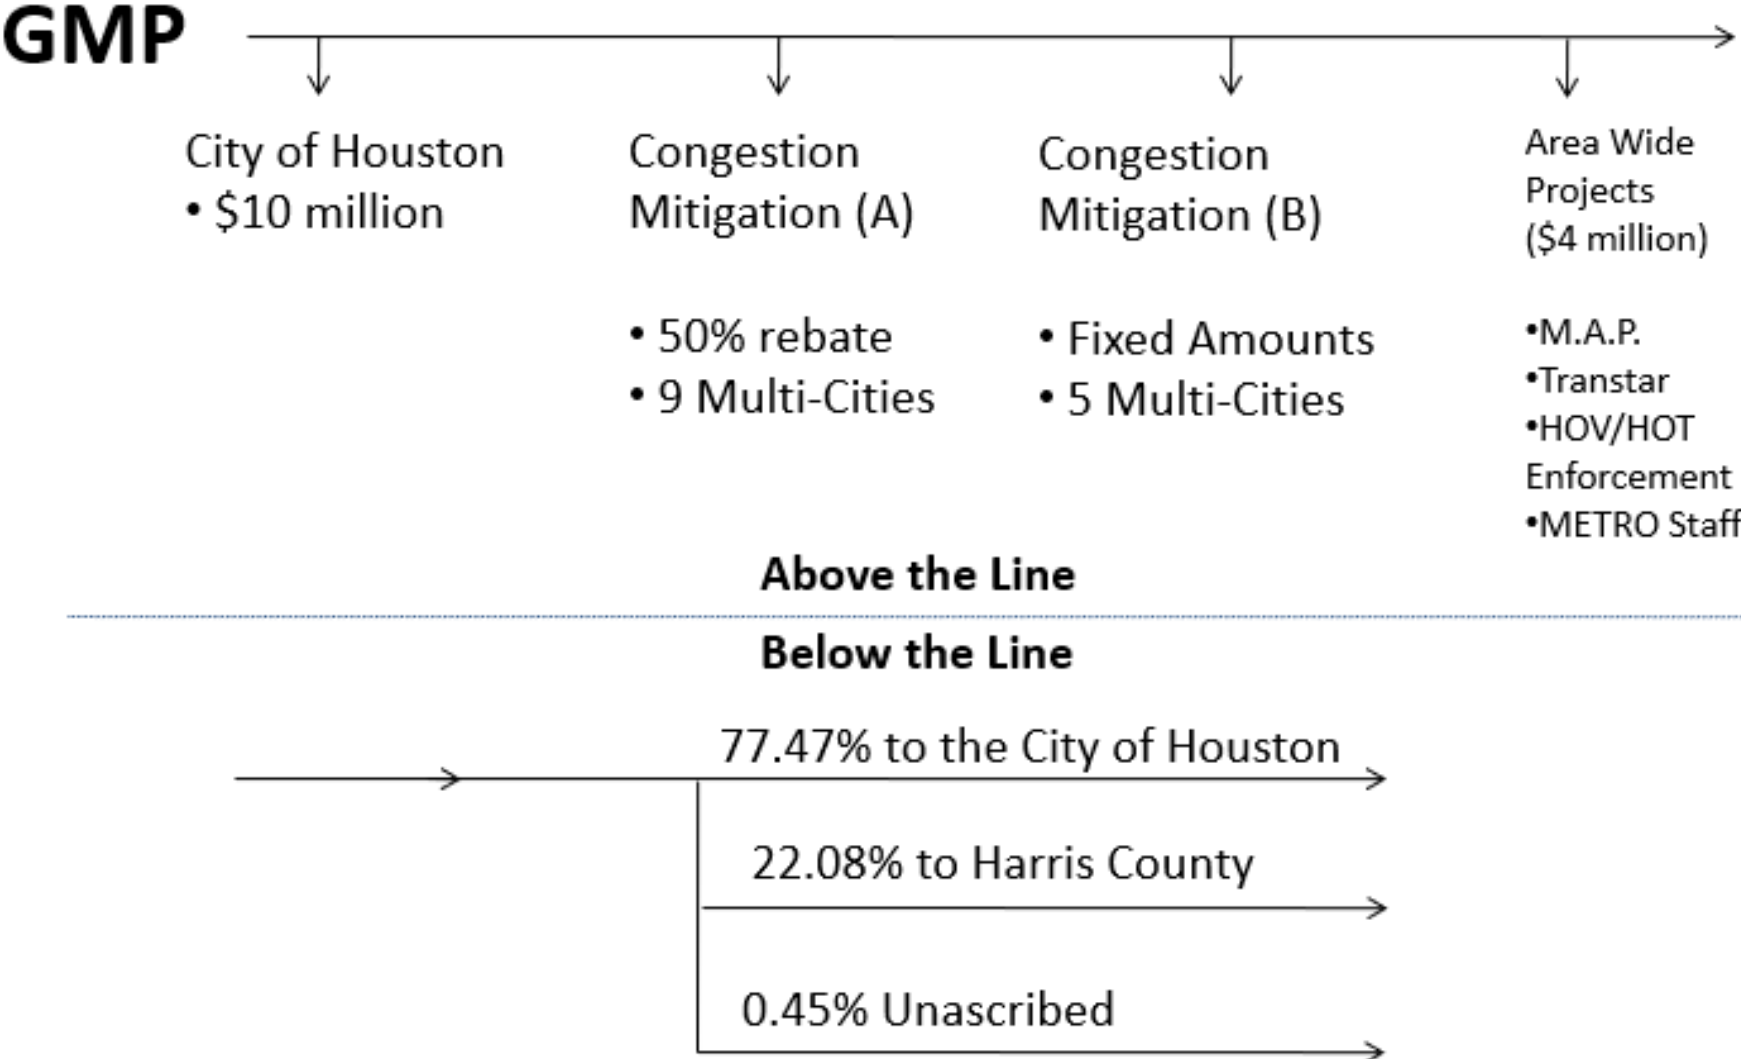 GMP
City of Houston
• $10 million
Congestion
Mitigation (A)
• 50% rebate
• 9 Multi-Cities
Congestion
Mitigation (B)
• Fixed Amounts
• 5 Multi-Cities
Area Wide
Projects
($4 million)
•M.A.P.
•Transtar
•HOV/HOT
Enforcement
•METRO Staff
Above the Line
Below the Line
77.47% to the City of Houston
22.08% to Harris County
0.45% Unascribed